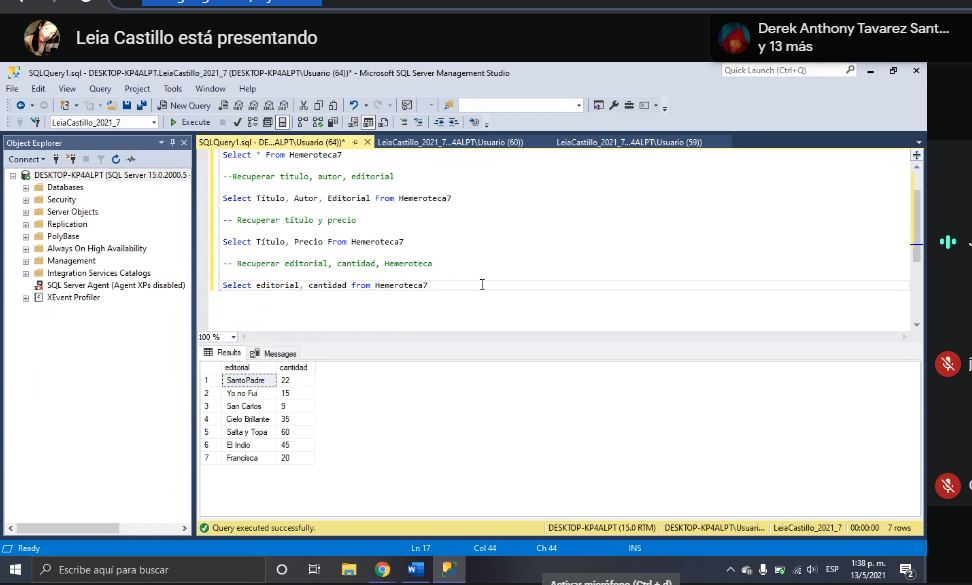 Leia Castillo está presentando
Derek Anthony Tavarez Sant...
y 13 más
SQLQuery1.sql - DESKTOP-KP4ALPT.LeiaCastillo_2021_7 (DESKTOP-KP4ALPT\Usuario (64))* - Microsoft SQL Server Management Studio
Quick Launch (Ctrl+Q)
File Edit View Query Project Tools Window Help
New Query
LeiaCastillo_2021_7
Execute
Object Explorer
SQLQuery1.sql - DE...ALPT\Usuario (64))*
LeiaCastillo_2021_7....4ALPT\Usuario (60))
LeiaCastillo_2021_7....4ALPT\Usuario (59))
Connect
DESKTOP-KP4ALPT (SQL Server 15.0.2000.5 -
Databases
Security
Server Objects
Replication
PolyBase
Always On High Availability
Management
Integration Services Catalogs
SQL Server Agent (Agent XPs disabled)
XEvent Profiler
Select * From Hemeroteca7
--Recuperar titulo, autor, editorial
Select Título, Autor, Editorial From Hemeroteca7
-- Recuperar título y precio
Select Título, Precio From Hemeroteca7
-- Recuperar editorial, cantidad, Hemeroteca
Select editorial, cantidad from Hemeroteca7
100 %
Results Messages
editorial cantidad
1 SantoPadre 22
2 Yo no Fui 15
3 San Carlos 9
4 Cielo Brillante 35
5 Salta y Topa 60
6 El Indio 45
7 Francisca 20
Query executed successfully.
DESKTOP-KP4ALPT (15.0 RTM) DESKTOP-KP4ALPT\Usuari... LeiaCastillo_2021_7 00:00:00 7 rows
Ready Ln 17 Col 44 Ch 44 INS
Escribe aquí para buscar
ESP
1:38 p. m.
13/5/2021
2
Activar micrófono (Ctrl + d)